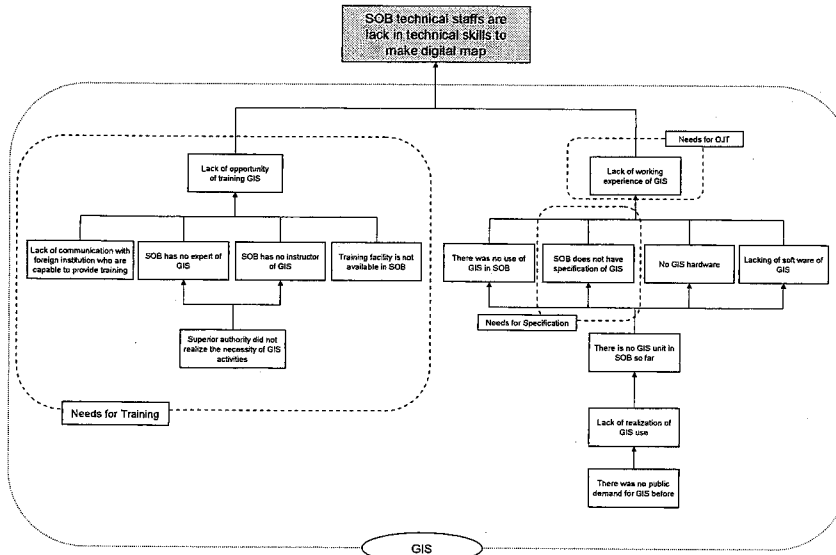 SOB technical staffs are
lack in technical skills to
make digital map
Needs for OJT
Lack of opportunity
of training GIS
Lack of working
experience of GIS
Lack of communication with
foreign institution who are
capable to provide training
SOB has no expert of
GIS
SOB has no instructor
of GIS
Training facility is not
available in SOB
There was no use of
GIS in SOB
SOB does not have
specification of GIS
No GIS hardware
Lacking of soft ware of
GIS
Needs for Specification
Superior authority did not
realize the necessity of GIS
activities
There is no GIS unit in
SOB so far
Needs for Training
Lack of realization of
GIS use
There was no public
demand for GIS before
GIS